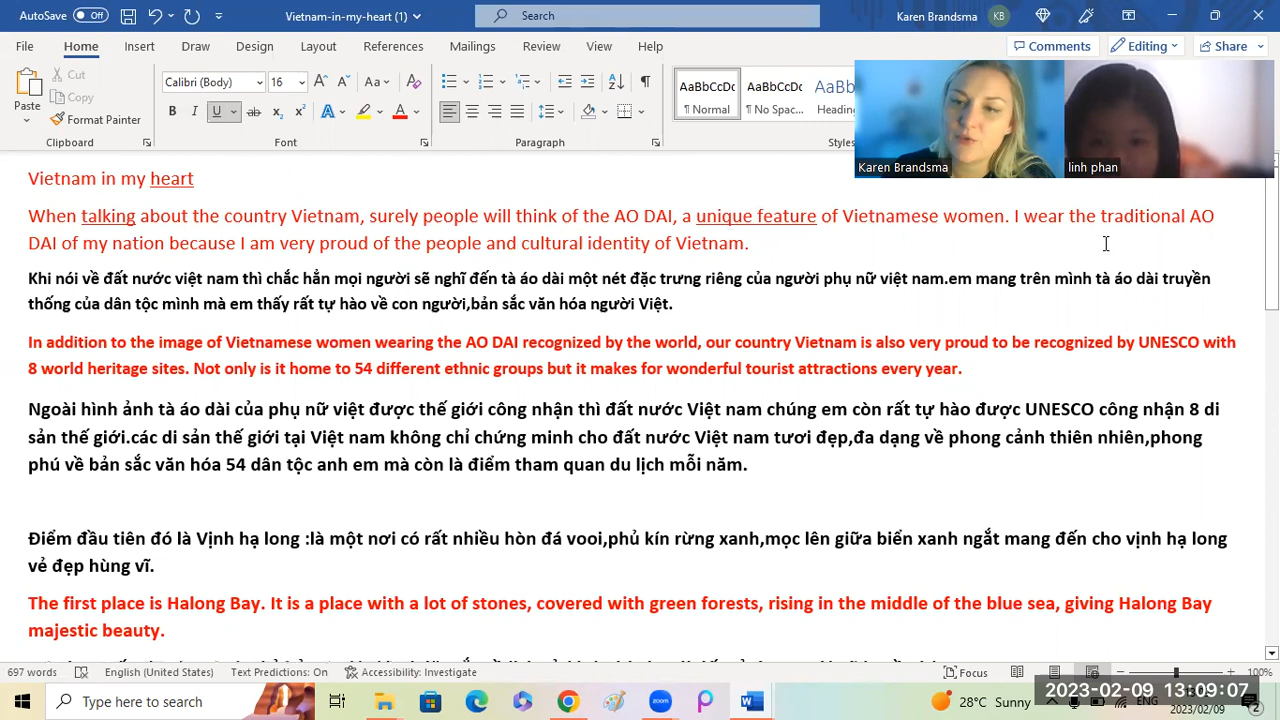 AutoSave Off Vietnam-in-my-heart (1) Search Karen Brandsma KB
File Home Insert Draw Design Layout References Mailings Review View Help Comments Editing Share
Paste Cut Copy Format Painter Calibri (Body) 16 AaBbCcDc ¶ Normal AaBbCcDc ¶ No Spac... AaBb Heading
Clipboard Font Paragraph Styles
Karen Brandsma linh phan
Vietnam in my heart
When talking about the country Vietnam, surely people will think of the AO DAI, a unique feature of Vietnamese women. I wear the traditional AO
DAI of my nation because I am very proud of the people and cultural identity of Vietnam.
Khi nói về đất nước việt nam thì chắc hẳn mọi người sẽ nghĩ đến tà áo dài một nét đặc trưng riêng của người phụ nữ việt nam.em mang trên mình tà áo dài truyền
thống của dân tộc mình mà em thấy rất tự hào về con người,bản sắc văn hóa người Việt.
In addition to the image of Vietnamese women wearing the AO DAI recognized by the world, our country Vietnam is also very proud to be recognized by UNESCO with
8 world heritage sites. Not only is it home to 54 different ethnic groups but it makes for wonderful tourist attractions every year.
Ngoài hình ảnh tà áo dài của phụ nữ việt được thế giới công nhận thì đất nước Việt nam chúng em còn rất tự hào được UNESCO công nhận 8 di
sản thế giới.các di sản thế giới tại Việt nam không chỉ chứng minh cho đất nước Việt nam tươi đẹp,đa dạng về phong cảnh thiên nhiên,phong
phú về bản sắc văn hóa 54 dân tộc anh em mà còn là điểm tham quan du lịch mỗi năm.
Điểm đầu tiên đó là Vịnh hạ long :là một nơi có rất nhiều hòn đá vooi,phủ kín rừng xanh,mọc lên giữa biển xanh ngắt mang đến cho vịnh hạ long
vẻ đẹp hùng vĩ.
The first place is Halong Bay. It is a place with a lot of stones, covered with green forests, rising in the middle of the blue sea, giving Halong Bay
majestic beauty.
697 words English (United States) Text Predictions: On Accessibility: Investigate Focus 100%
Type here to search 28°C Sunny ENG 2023-02-09 13:09:07
2023/02/09